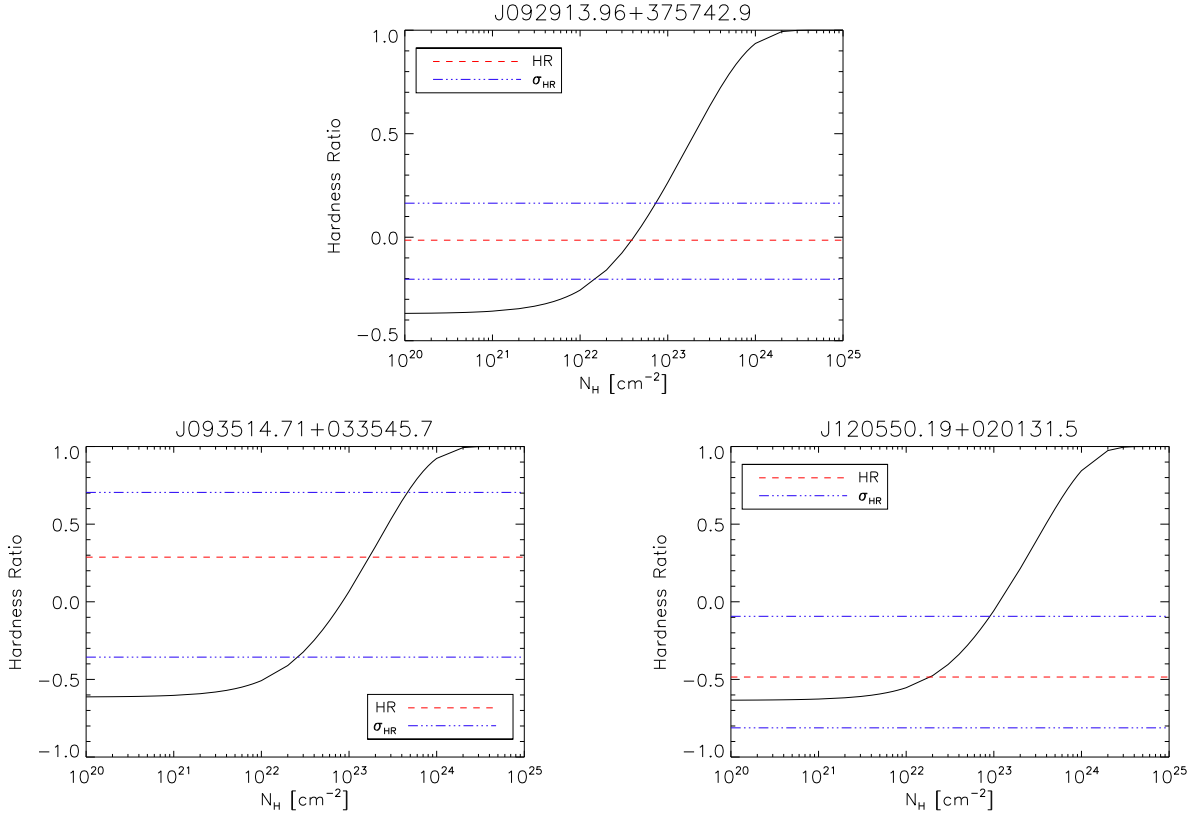 J092913.96+375742.9
1.0
0.5
0.0
−0.5
Hardness Ratio
HR
σHR
10^20 10^21 10^22 10^23 10^24 10^25
N_H [cm^−2]
J093514.71+033545.7
1.0
0.5
0.0
−0.5
−1.0
Hardness Ratio
HR
σHR
10^20 10^21 10^22 10^23 10^24 10^25
N_H [cm^−2]
J120550.19+020131.5
1.0
0.5
0.0
−0.5
−1.0
Hardness Ratio
HR
σHR
10^20 10^21 10^22 10^23 10^24 10^25
N_H [cm^−2]